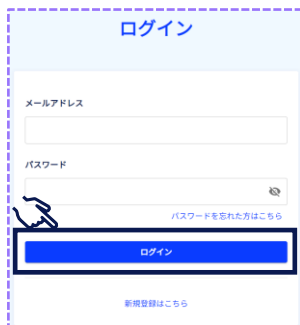 ログイン
メールアドレス
パスワード
パスワードを忘れた方はこちら
ログイン
新規登録はこちら